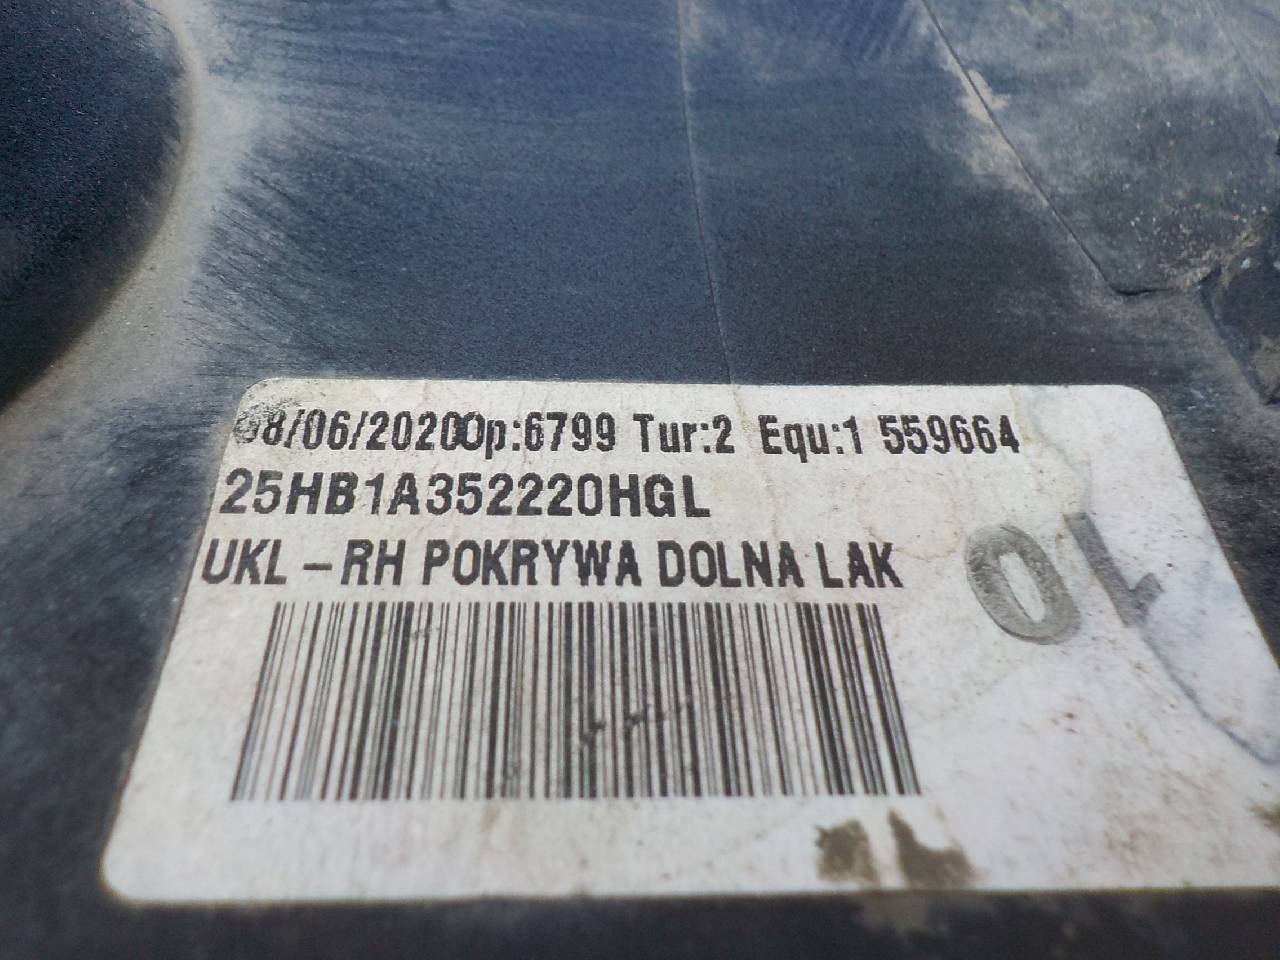 08/06/2020Op:6799 Tur:2 Equ:1 559664
25HB1A352220HGL
UKL - RH POKRYWA DOLNA LAK
10